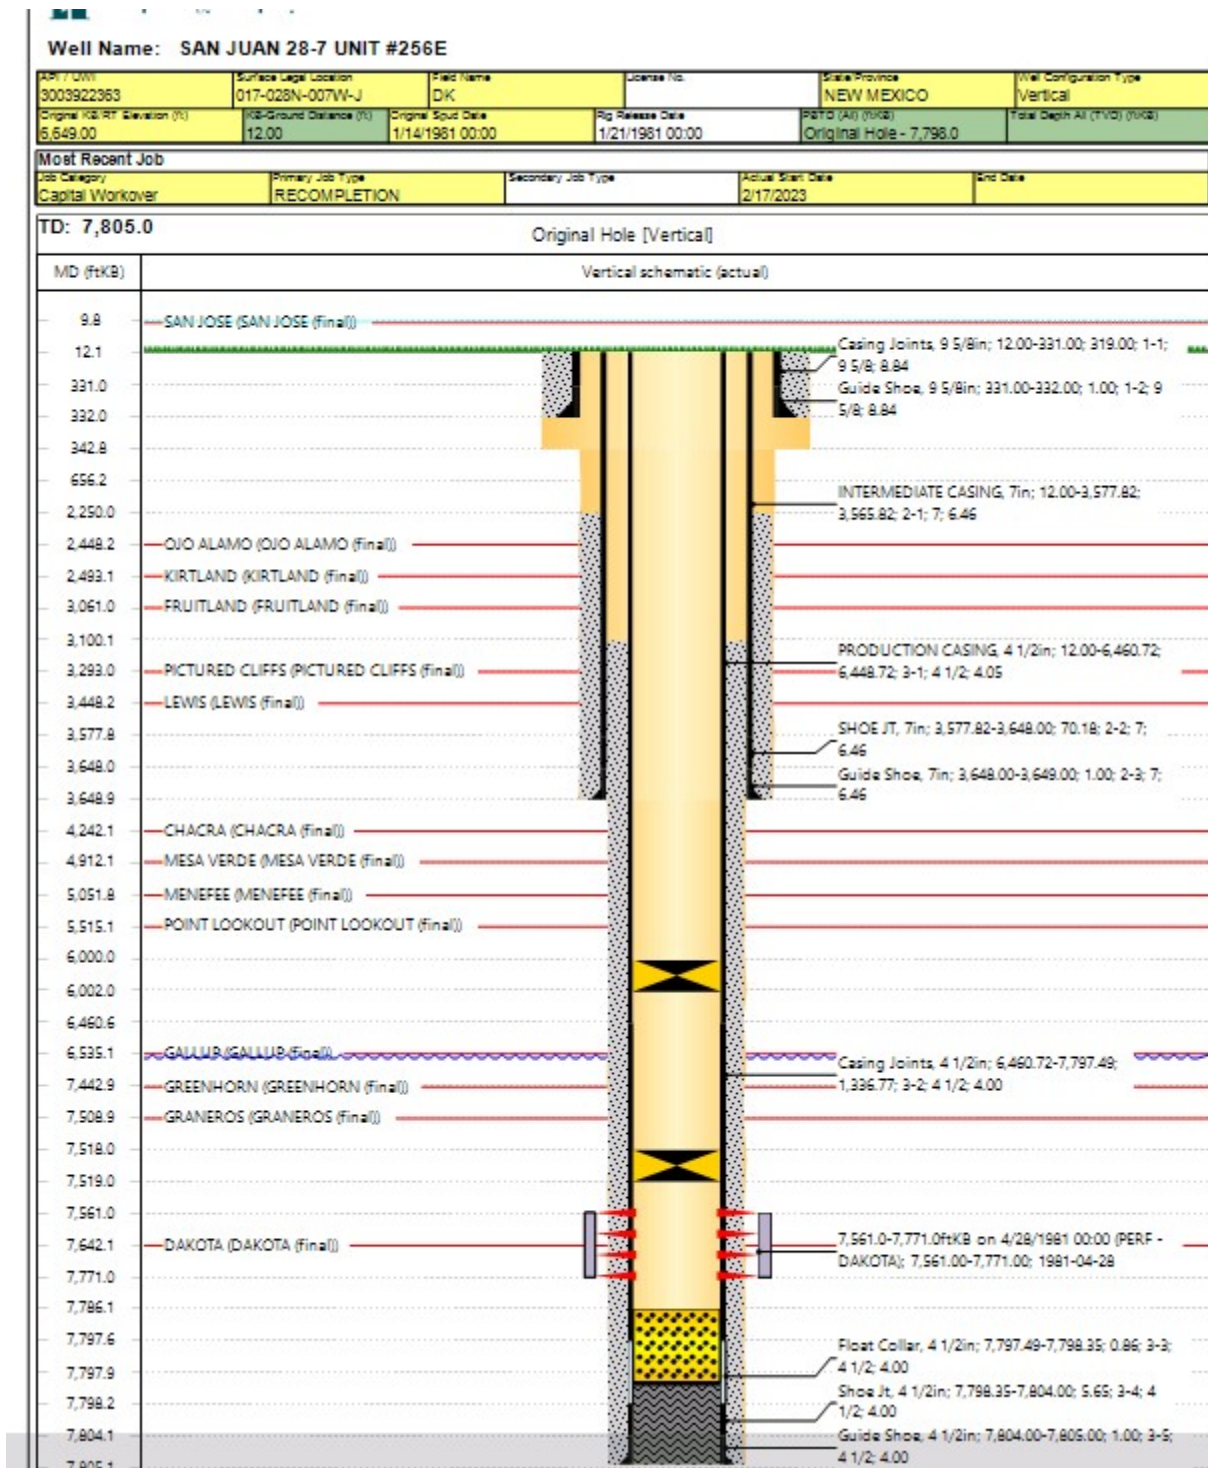 Well Name: SAN JUAN 28-7 UNIT #256E
API / UWI Surface Legal Location Field Name License No. State/Province Well Configuration Type
3003922363 017-028N-007W-J DK NEW MEXICO Vertical
Original KB/RT Elevation (ft) KB-Ground Distance (ft) Original Spud Date Rig Release Date PBTD (All) (ftKB) Total Depth All (TVD) (ftKB)
6,649.00 12.00 1/14/1981 00:00 1/21/1981 00:00 Original Hole - 7,798.0
Most Recent Job
Job Category Primary Job Type Secondary Job Type Actual Start Date End Date
Capital Workover RECOMPLETION 2/17/2023
TD: 7,805.0 Original Hole [Vertical]
MD (ftKB) Vertical schematic (actual)
9.8 SAN JOSE (SAN JOSE (final))
12.1 Casing Joints, 9 5/8in; 12.00-331.00; 319.00; 1-1;
9 5/8; 8.84
331.0 Guide Shoe, 9 5/8in; 331.00-332.00; 1.00; 1-2; 9
332.0 5/8; 8.84
342.8
656.2 INTERMEDIATE CASING, 7in; 12.00-3,577.82;
2,250.0 3,565.82; 2-1; 7; 6.46
2,448.2 OJO ALAMO (OJO ALAMO (final))
2,493.1 KIRTLAND (KIRTLAND (final))
3,061.0 FRUITLAND (FRUITLAND (final))
3,100.1 PRODUCTION CASING, 4 1/2in; 12.00-6,460.72;
3,293.0 PICTURED CLIFFS (PICTURED CLIFFS (final)) 6,448.72; 3-1; 4 1/2; 4.05
3,448.2 LEWIS (LEWIS (final))
3,577.8 SHOE JT, 7in; 3,577.82-3,648.00; 70.18; 2-2; 7;
6.46
3,648.0 Guide Shoe, 7in; 3,648.00-3,649.00; 1.00; 2-3; 7;
3,648.9 6.46
4,242.1 CHACRA (CHACRA (final))
4,912.1 MESA VERDE (MESA VERDE (final))
5,051.8 MENEFEE (MENEFEE (final))
5,515.1 POINT LOOKOUT (POINT LOOKOUT (final))
6,000.0
6,002.0
6,460.6
6,535.1 GALLUP (GALLUP (final)) Casing Joints, 4 1/2in; 6,460.72-7,797.49;
7,442.9 GREENHORN (GREENHORN (final)) 1,336.77; 3-2; 4 1/2; 4.00
7,508.9 GRANEROS (GRANEROS (final))
7,518.0
7,519.0
7,561.0
7,642.1 DAKOTA (DAKOTA (final)) 7,561.0-7,771.0ftKB on 4/28/1981 00:00 (PERF -
7,771.0 DAKOTA); 7,561.00-7,771.00; 1981-04-28
7,786.1
7,797.6 Float Collar, 4 1/2in; 7,797.49-7,798.35; 0.86; 3-3;
7,797.9 4 1/2; 4.00
7,798.2 Shoe Jt, 4 1/2in; 7,798.35-7,804.00; 5.65; 3-4; 4
1/2; 4.00
7,804.1 Guide Shoe, 4 1/2in; 7,804.00-7,805.00; 1.00; 3-5;
7,805.1 4 1/2; 4.00